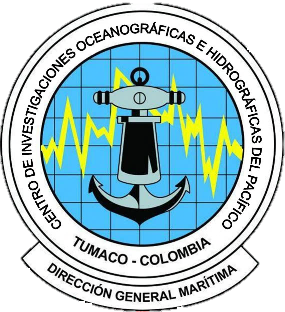 CENTRO DE INVESTIGACIONES OCEANOGRÁFICAS E HIDROGRÁFICAS DEL PACÍFICO
TUMACO - COLOMBIA
DIRECCIÓN GENERAL MARÍTIMA